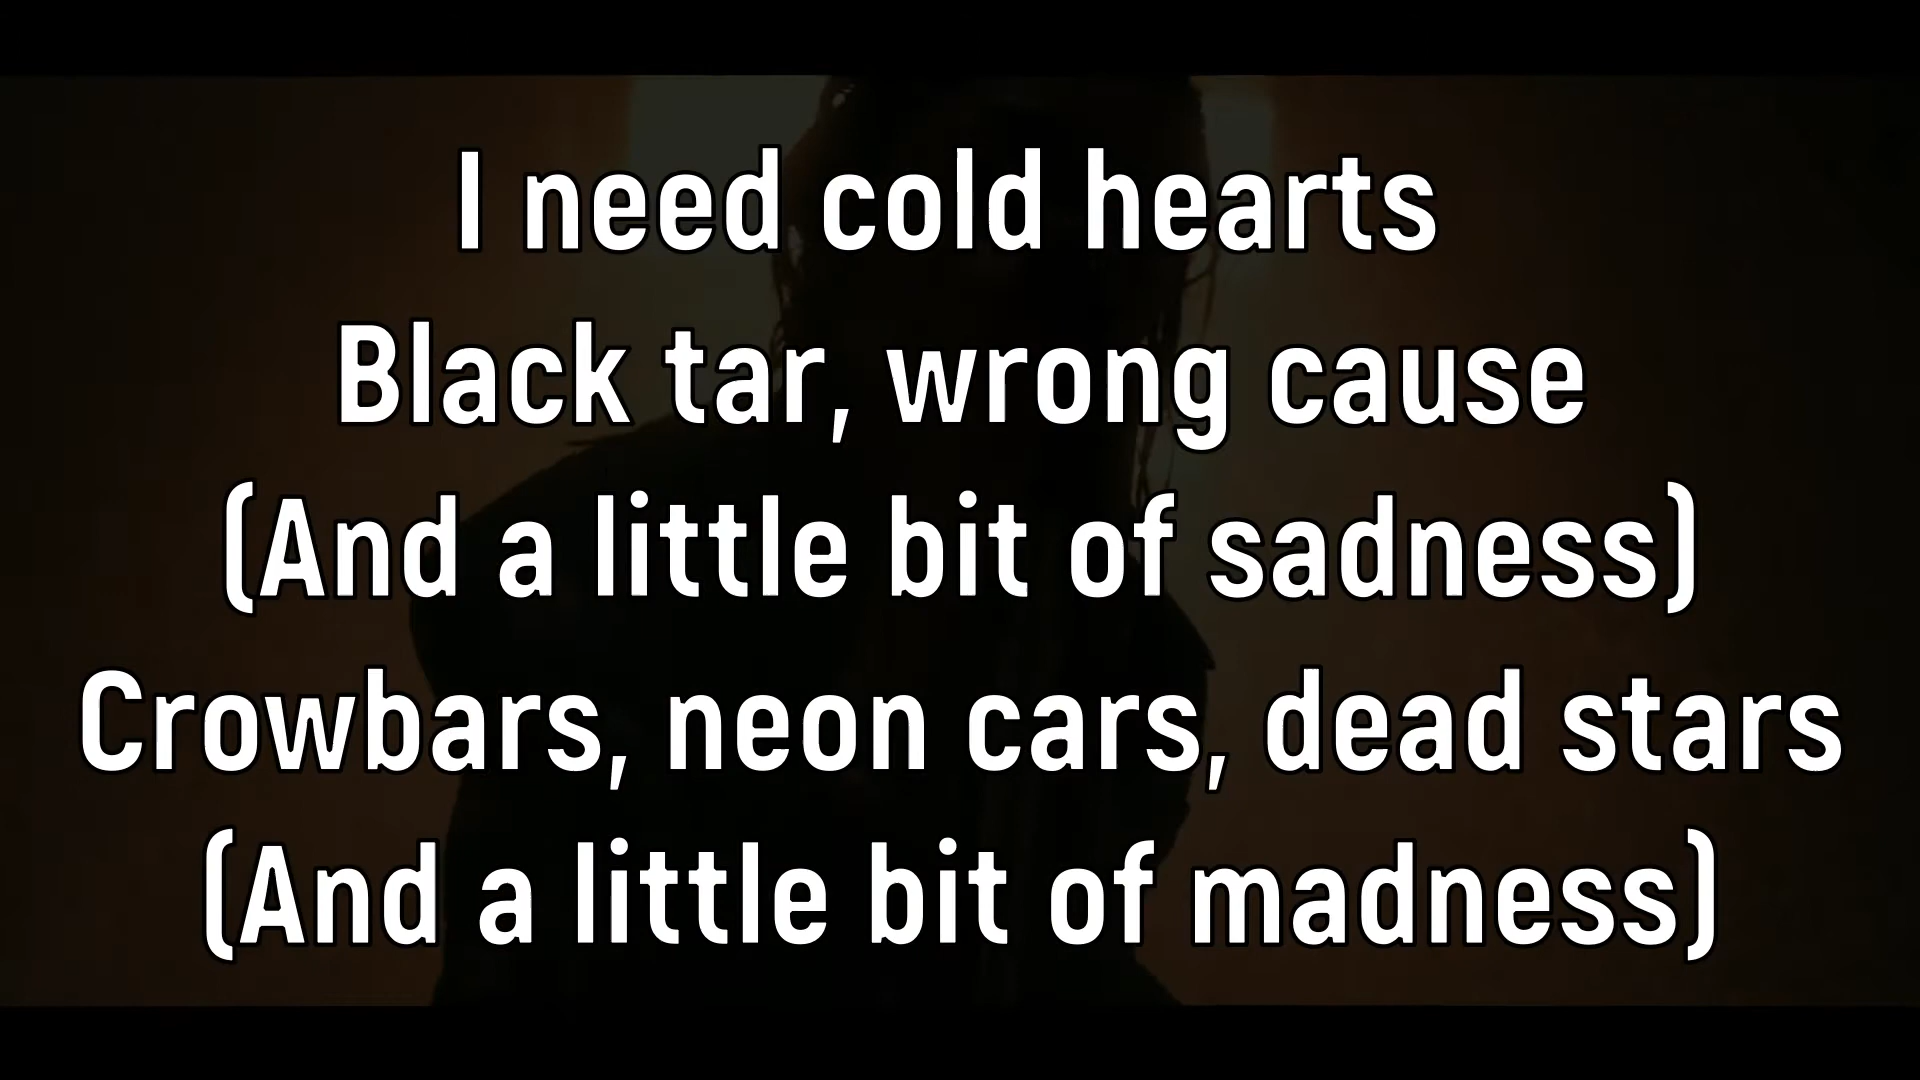 I need cold hearts
Black tar, wrong cause
(And a little bit of sadness)
Crowbars, neon cars, dead stars
(And a little bit of madness)